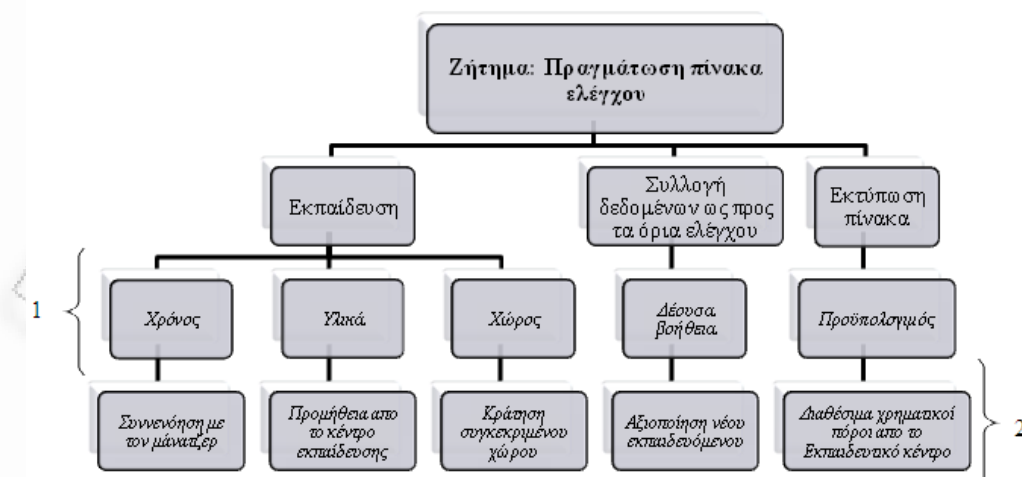 Ζήτημα: Πραγμάτωση πίνακα
ελέγχου
Εκπαίδευση
Συλλογή
δεδομένων ως προς
τα όρια ελέγχου
Εκτύπωση
πίνακα
1
Χρόνος
Υλικά
Χώρος
Δέουσα
βοήθεια
Προϋπολογιμός
Συννενόηση με
τον μάνατζερ
Προμήθεια απο
το κέντρο
εκπαίδευσης
Κράτηση
συγκεκριμένου
χώρου
Αξιοποίηση νέου
εκπαιδευόμενου
Διαθέσιμα χρηματικοί
πόροι απο το
Εκπαιδευτικό κέντρο
2